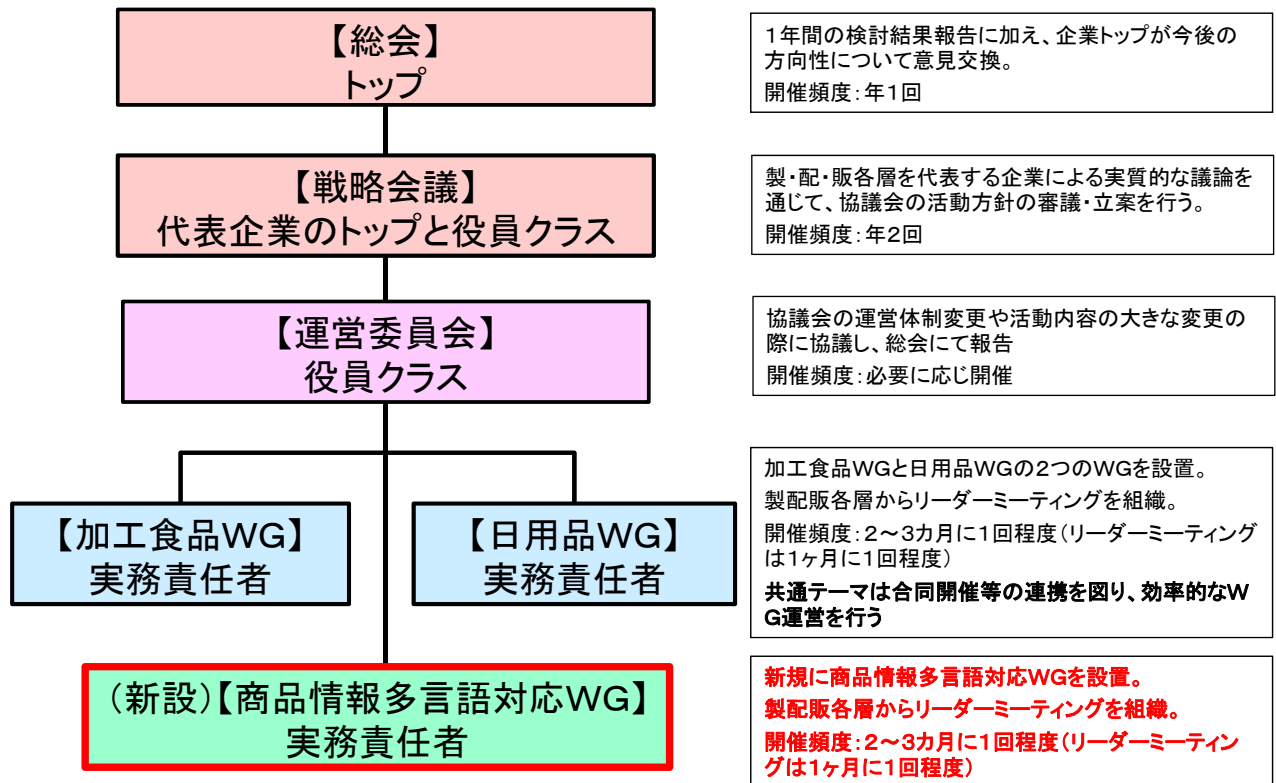 【総会】
トップ
1年間の検討結果報告に加え、企業トップが今後の
方向性について意見交換。
開催頻度:年1回
【戦略会議】
代表企業のトップと役員クラス
製・配・販各層を代表する企業による実質的な議論を
通じて、協議会の活動方針の審議・立案を行う。
開催頻度:年2回
【運営委員会】
役員クラス
協議会の運営体制変更や活動内容の大きな変更の
際に協議し、総会にて報告
開催頻度:必要に応じ開催
【加工食品WG】
実務責任者
【日用品WG】
実務責任者
加工食品WGと日用品WGの2つのWGを設置。
製配販各層からリーダーミーティングを組織。
開催頻度:2~3カ月に1回程度(リーダーミーティング
は1ヶ月に1回程度)
共通テーマは合同開催等の連携を図り、効率的なW
G運営を行う
(新設)【商品情報多言語対応WG】
実務責任者
新規に商品情報多言語対応WGを設置。
製配販各層からリーダーミーティングを組織。
開催頻度:2~3カ月に1回程度(リーダーミーティン
グは1ヶ月に1回程度)